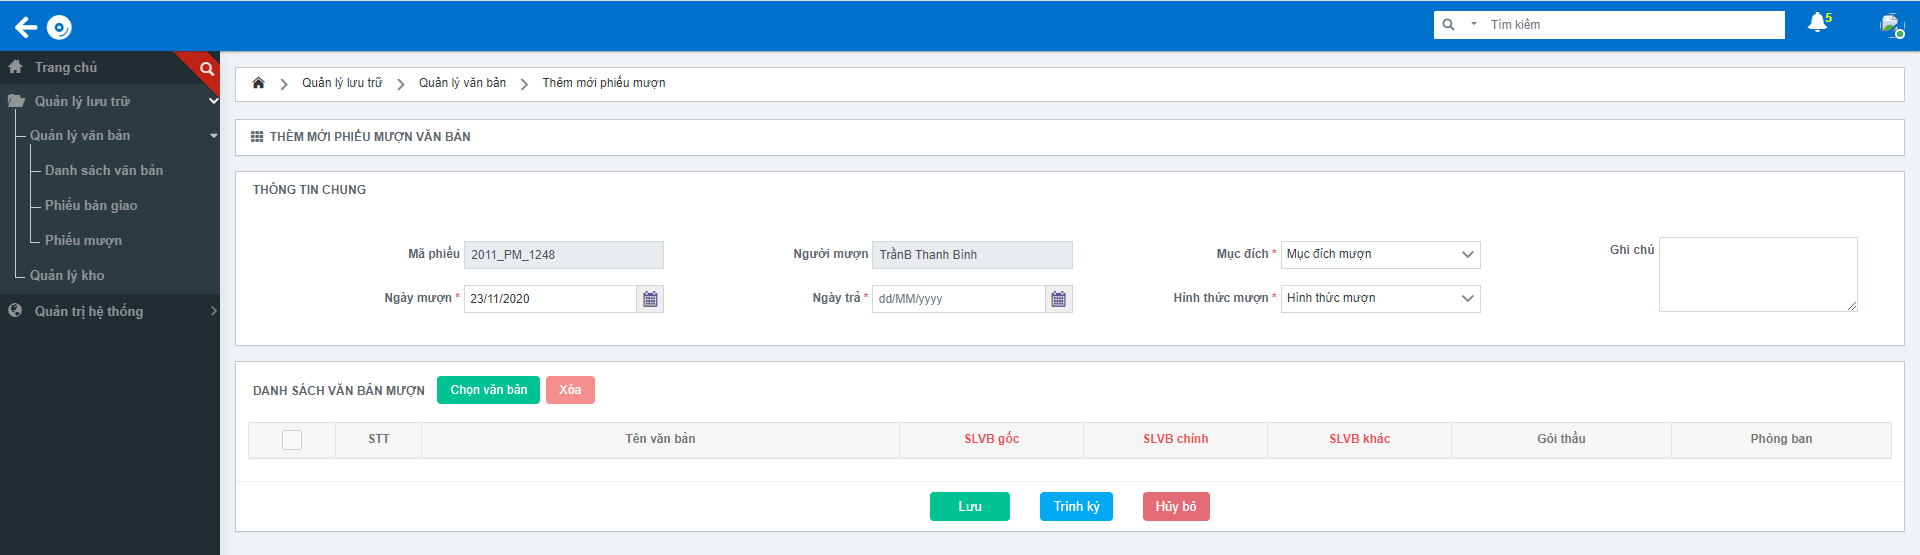 Tìm kiếm
5
Trang chủ
Quản lý lưu trữ
Quản lý văn bản
Danh sách văn bản
Phiếu bàn giao
Phiếu mượn
Quản lý kho
Quản trị hệ thống
Quản lý lưu trữ Quản lý văn bản Thêm mới phiếu mượn
THÊM MỚI PHIẾU MƯỢN VĂN BẢN
THÔNG TIN CHUNG
Mã phiếu 2011_PM_1248 Người mượn TrầnB Thanh Bình Mục đích * Mục đích mượn Ghi chú
Ngày mượn * 23/11/2020 Ngày trả * dd/MM/yyyy Hình thức mượn * Hình thức mượn
DANH SÁCH VĂN BẢN MƯỢN Chọn văn bản Xóa
STT Tên văn bản SLVB gốc SLVB chính SLVB khác Gói thầu Phòng ban
Lưu Trình ký Hủy bỏ